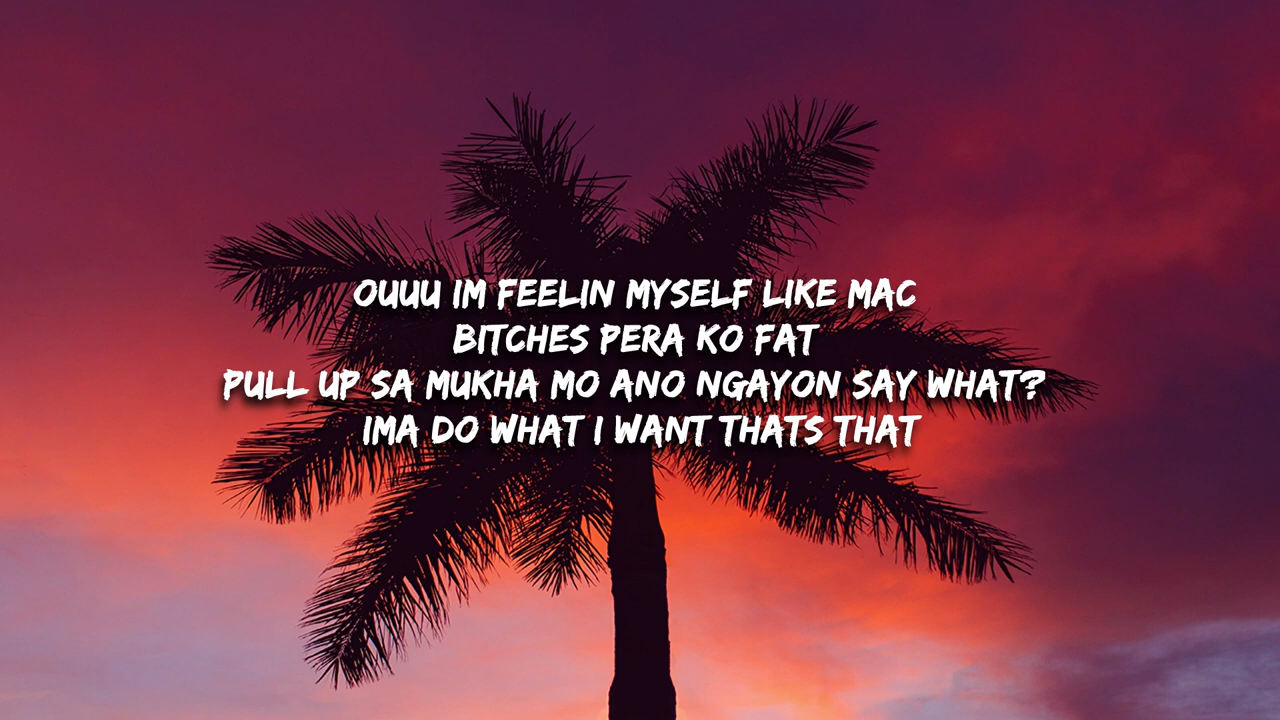 OUUU IM FEELIN MYSELF LIKE MAC
BITCHES PERA KO FAT
PULL UP SA MUKHA MO ANO NGAYON SAY WHAT?
IMA DO WHAT I WANT THATS THAT